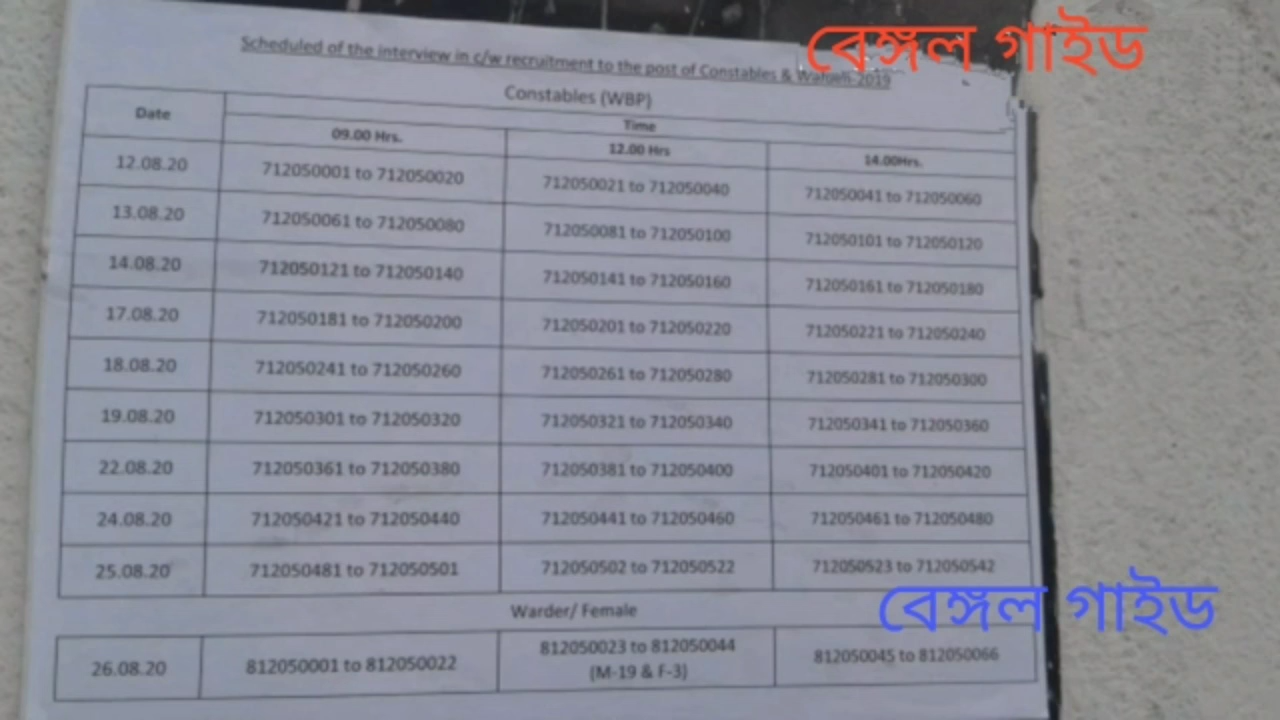 বেঙ্গল গাইড
Scheduled of the interview in c/w recruitment to the post of Constables & 2019
Constables (WBP)
Date Time
09.00 Hrs. 12.00 Hrs 14.00Hrs.
12.08.20 712050001 to 712050020 712050021 to 712050040 712050041 to 712050060
13.08.20 712050061 to 712050080 712050081 to 712050100 712050101 to 712050120
14.08.20 712050121 to 712050140 712050141 to 712050160 712050161 to 712050180
17.08.20 712050181 to 712050200 712050201 to 712050220 712050221 to 712050240
18.08.20 712050241 to 712050260 712050261 to 712050280 712050281 to 712050300
19.08.20 712050301 to 712050320 712050321 to 712050340 712050341 to 712050360
22.08.20 712050361 to 712050380 712050381 to 712050400 712050401 to 712050420
24.08.20 712050421 to 712050440 712050441 to 712050460 712050461 to 712050480
25.08.20 712050481 to 712050501 712050502 to 712050522 712050523 to 712050542
বেঙ্গল গাইড
Warder/ Female
26.08.20 812050001 to 812050022 812050023 to 812050044 812050045 to 812050066
(M-19 & F-3)